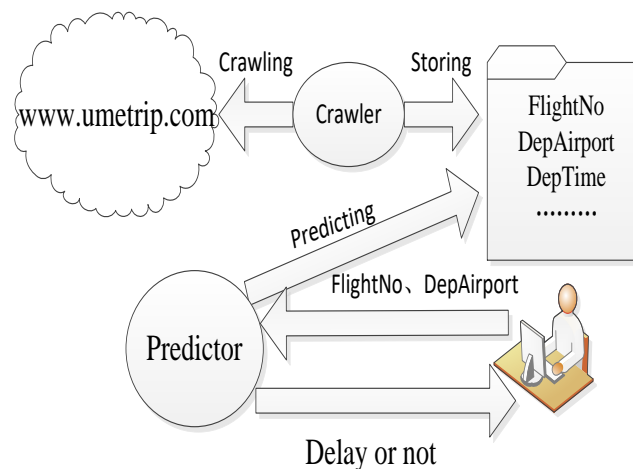 Crawling
Storing
www.umetrip.com
Crawler
FlightNo
DepAirport
DepTime
.........
Predicting
FlightNo、DepAirport
Predictor
Delay or not